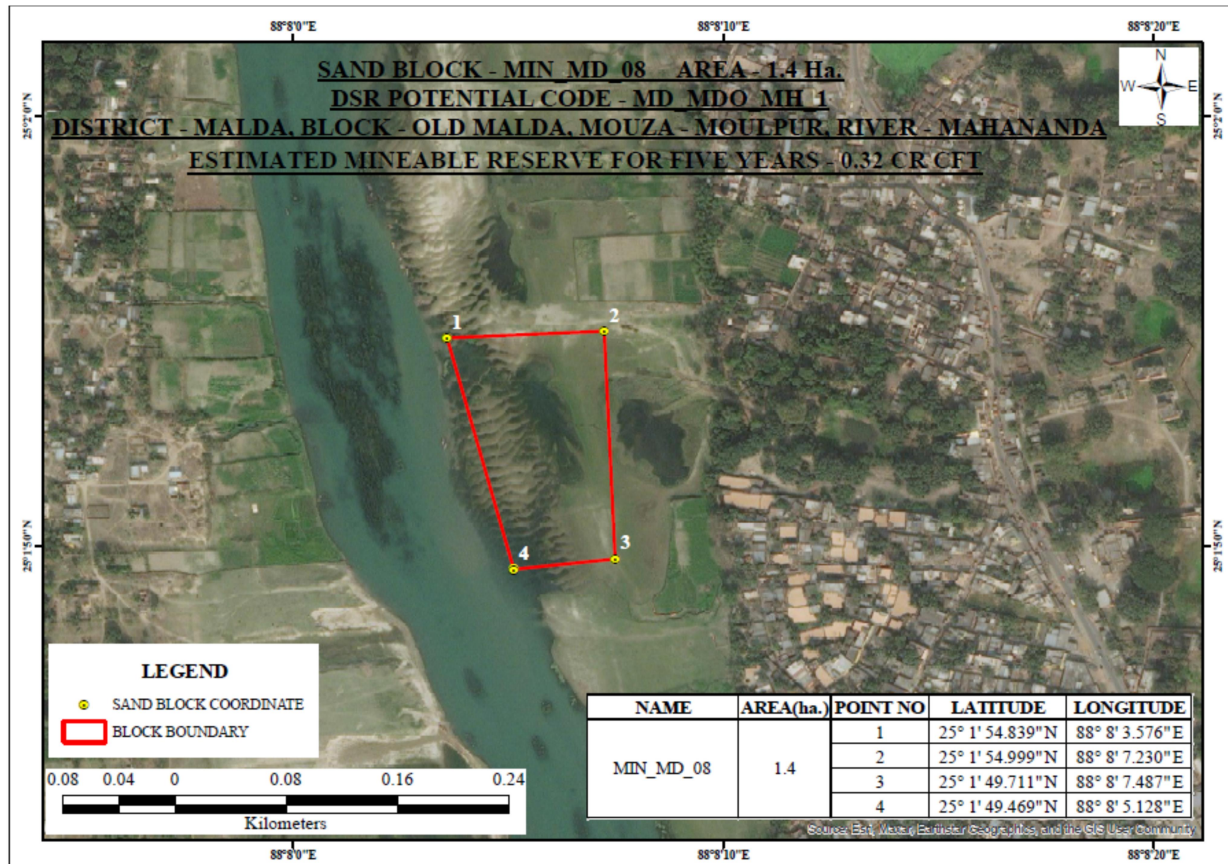 88°8'0"E 88°8'10"E 88°8'20"E
SAND BLOCK - MIN_MD_08 AREA - 1.4 Ha.
DSR POTENTIAL CODE - MD_MDO_MH_1
DISTRICT - MALDA, BLOCK - OLD MALDA, MOUZA - MOULPUR, RIVER - MAHANANDA
ESTIMATED MINEABLE RESERVE FOR FIVE YEARS - 0.32 CR CFT
N
W E
S
25°2'0"N 25°2'0"N
1 2
3
4
25°1'50"N 25°1'50"N
LEGEND
SAND BLOCK COORDINATE
BLOCK BOUNDARY
0.08 0.04 0 0.08 0.16 0.24
Kilometers
NAME AREA(ha.) POINT NO LATITUDE LONGITUDE
MIN_MD_08 1.4
1 25° 1' 54.839"N 88° 8' 3.576"E
2 25° 1' 54.999"N 88° 8' 7.230"E
3 25° 1' 49.711"N 88° 8' 7.487"E
4 25° 1' 49.469"N 88° 8' 5.128"E
Source: Esri, Maxar, Earthstar Geographics, and the GIS User Community
88°8'0"E 88°8'10"E 88°8'20"E